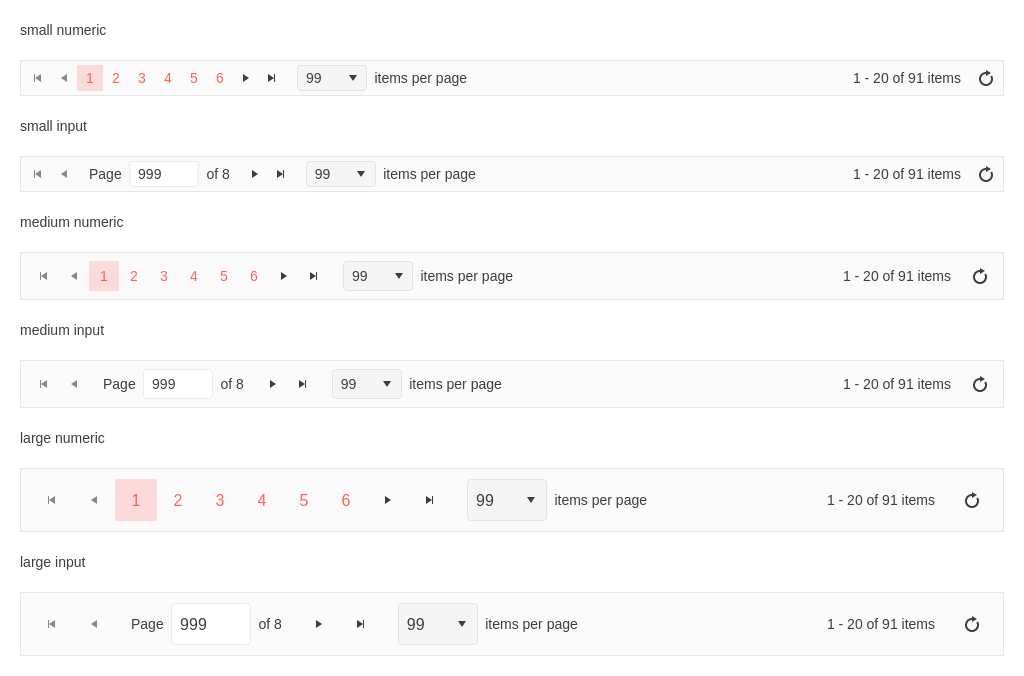 small numeric
1 2 3 4 5 6 99 items per page 1 - 20 of 91 items
small input
Page 999 of 8 99 items per page 1 - 20 of 91 items
medium numeric
1 2 3 4 5 6 99 items per page 1 - 20 of 91 items
medium input
Page 999 of 8 99 items per page 1 - 20 of 91 items
large numeric
1 2 3 4 5 6 99 items per page 1 - 20 of 91 items
large input
Page 999 of 8 99 items per page 1 - 20 of 91 items